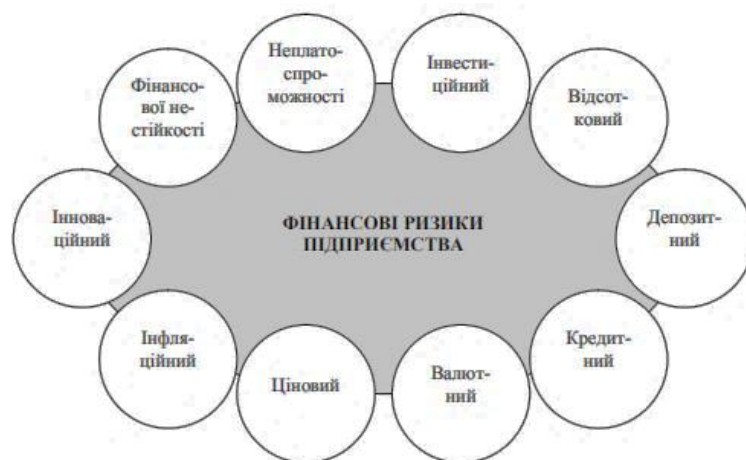 Неплато-
спро-
можності
Інвести-
ційний
Фінансо-
вої не-
стійкості
Відсот-
ковий
Іннова-
ційний
ФІНАНСОВІ РИЗИКИ
ПІДПРИЄМСТВА
Депозит-
ний
Інфля-
ційний
Кредит-
ний
Ціновий
Валют-
ний